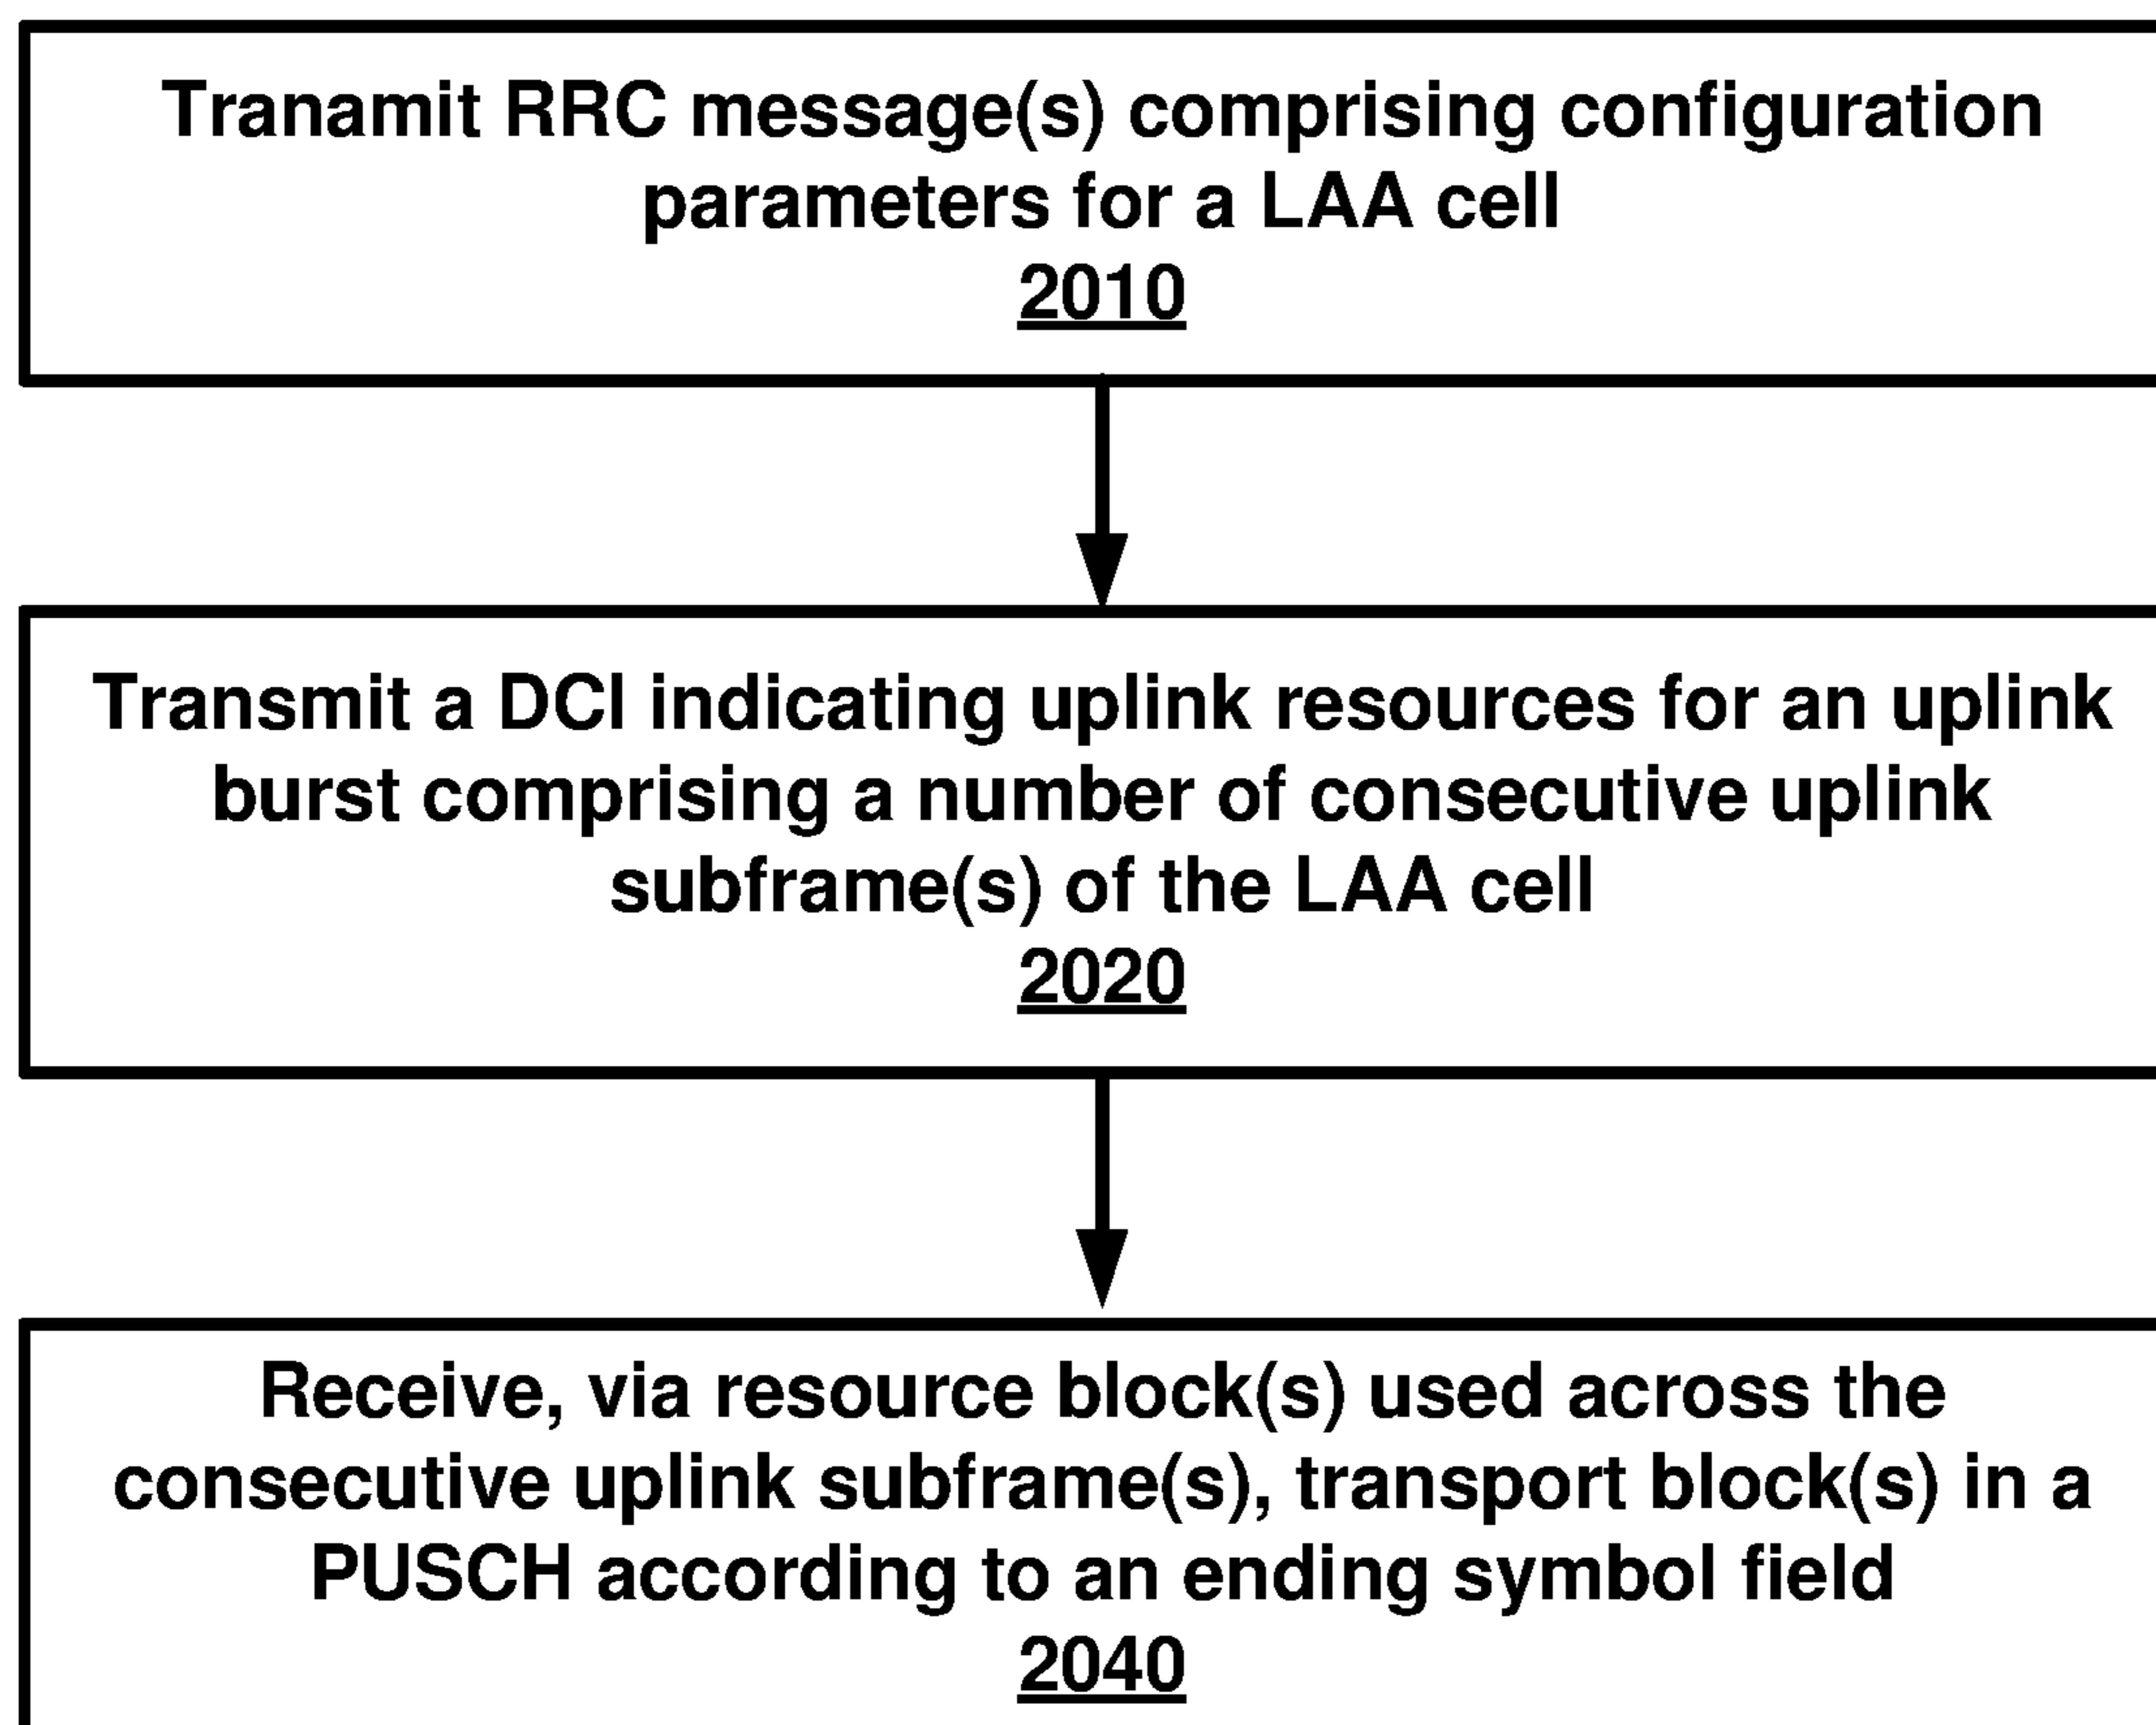 Tranamit RRC message(s) comprising configuration
parameters for a LAA cell
2010
Transmit a DCI indicating uplink resources for an uplink
burst comprising a number of consecutive uplink
subframe(s) of the LAA cell
2020
Receive, via resource block(s) used across the
consecutive uplink subframe(s), transport block(s) in a
PUSCH according to an ending symbol field
2040